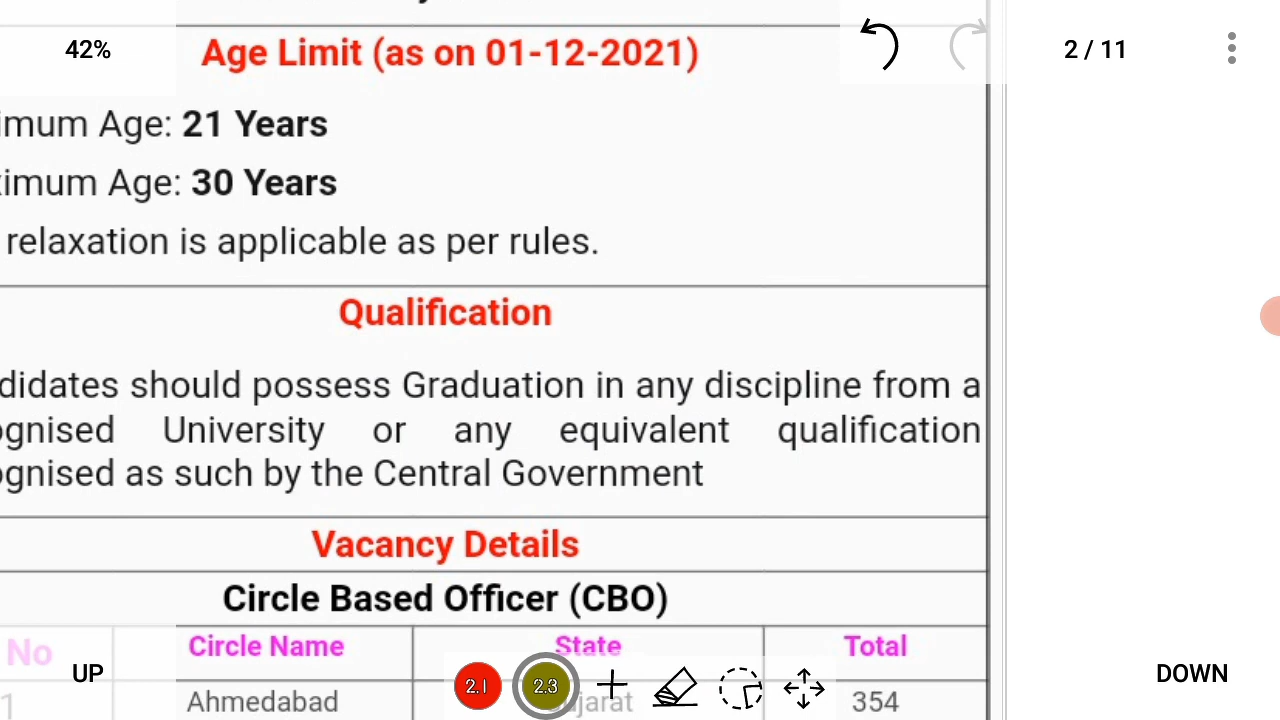 42%
Age Limit (as on 01-12-2021)
2 / 11
imum Age: 21 Years
imum Age: 30 Years
relaxation is applicable as per rules.
Qualification
didates should possess Graduation in any discipline from a
ognised University or any equivalent qualification
ognised as such by the Central Government
Vacancy Details
Circle Based Officer (CBO)
No Circle Name State Total
1 Ahmedabad ujarat 354
UP 2.1 2.3 DOWN